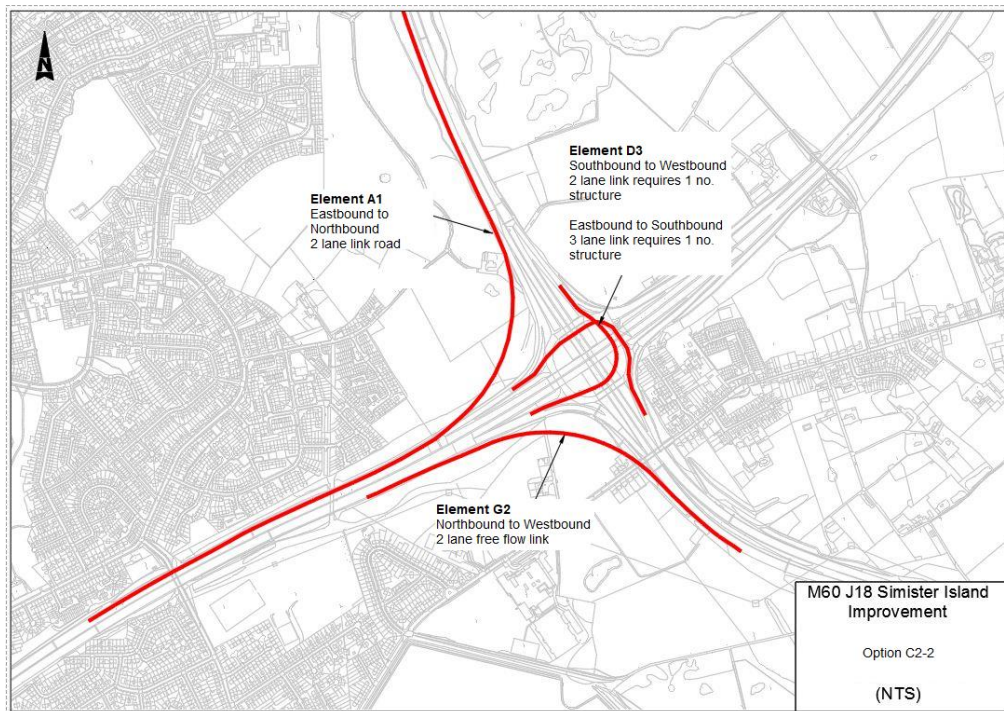 N
Element A1
Eastbound to
Northbound
2 lane link road
Element D3
Southbound to Westbound
2 lane link requires 1 no.
structure
Eastbound to Southbound
3 lane link requires 1 no.
structure
Element G2
Northbound to Westbound
2 lane free flow link
M60 J18 Simister Island
Improvement
Option C2-2
(NTS)